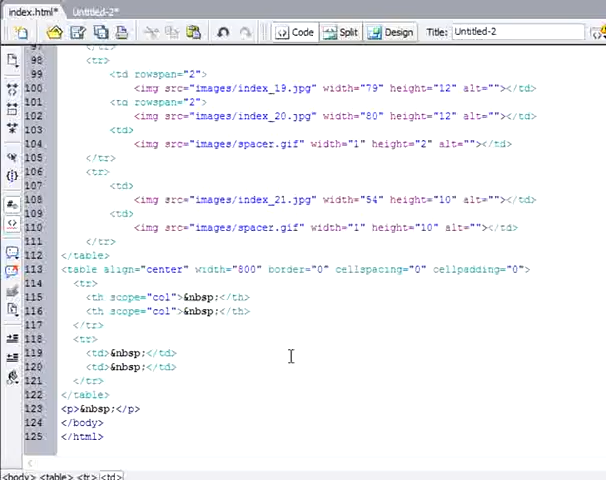 index.html* Untitled-2*
Code Split Design Title: Untitled-2
97 </tr>
98 <tr>
99 <td rowspan="2">
100 <img src="images/index_19.jpg" width="79" height="12" alt=""></td>
101 <td rowspan="2">
102 <img src="images/index_20.jpg" width="80" height="12" alt=""></td>
103 <td>
104 <img src="images/spacer.gif" width="1" height="2" alt=""></td>
105 </tr>
106 <tr>
107 <td>
108 <img src="images/index_21.jpg" width="54" height="10" alt=""></td>
109 <td>
110 <img src="images/spacer.gif" width="1" height="10" alt=""></td>
111 </tr>
112 </table>
113 <table align="center" width="800" border="0" cellspacing="0" cellpadding="0">
114 <tr>
115 <th scope="col">&nbsp;</th>
116 <th scope="col">&nbsp;</th>
117 </tr>
118 <tr>
119 <td>&nbsp;</td>
120 <td>&nbsp;</td>
121 </tr>
122 </table>
123 <p>&nbsp;</p>
124 </body>
125 </html>
<body> <table> <tr> <td>